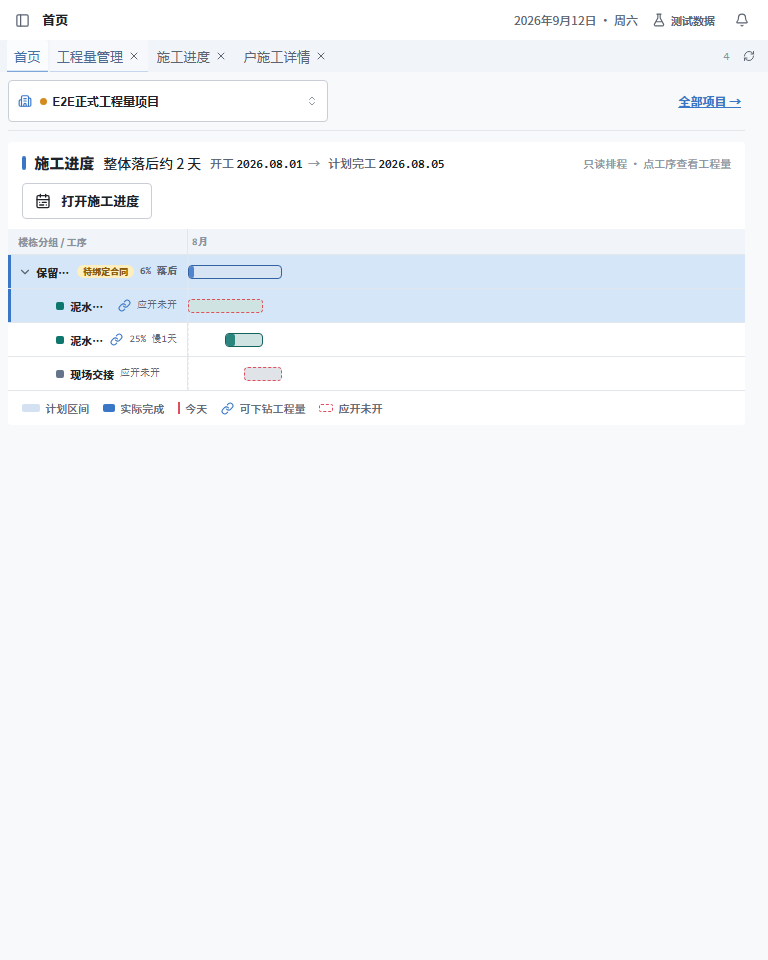 首页 2026年9月12日 • 周六 测试数据
首页 工程量管理 施工进度 户施工详情 4
E2E正式工程量项目 全部项目 →
施工进度 整体落后约 2 天 开工 2026.08.01 → 计划完工 2026.08.05 只读排程 • 点工序查看工程量
打开施工进度
楼栋分组 / 工序 8月
保留… 待绑定合同 6% 落后
泥水… 应开未开
泥水… 25% 慢1天
现场交接 应开未开
计划区间 实际完成 今天 可下钻工程量 应开未开